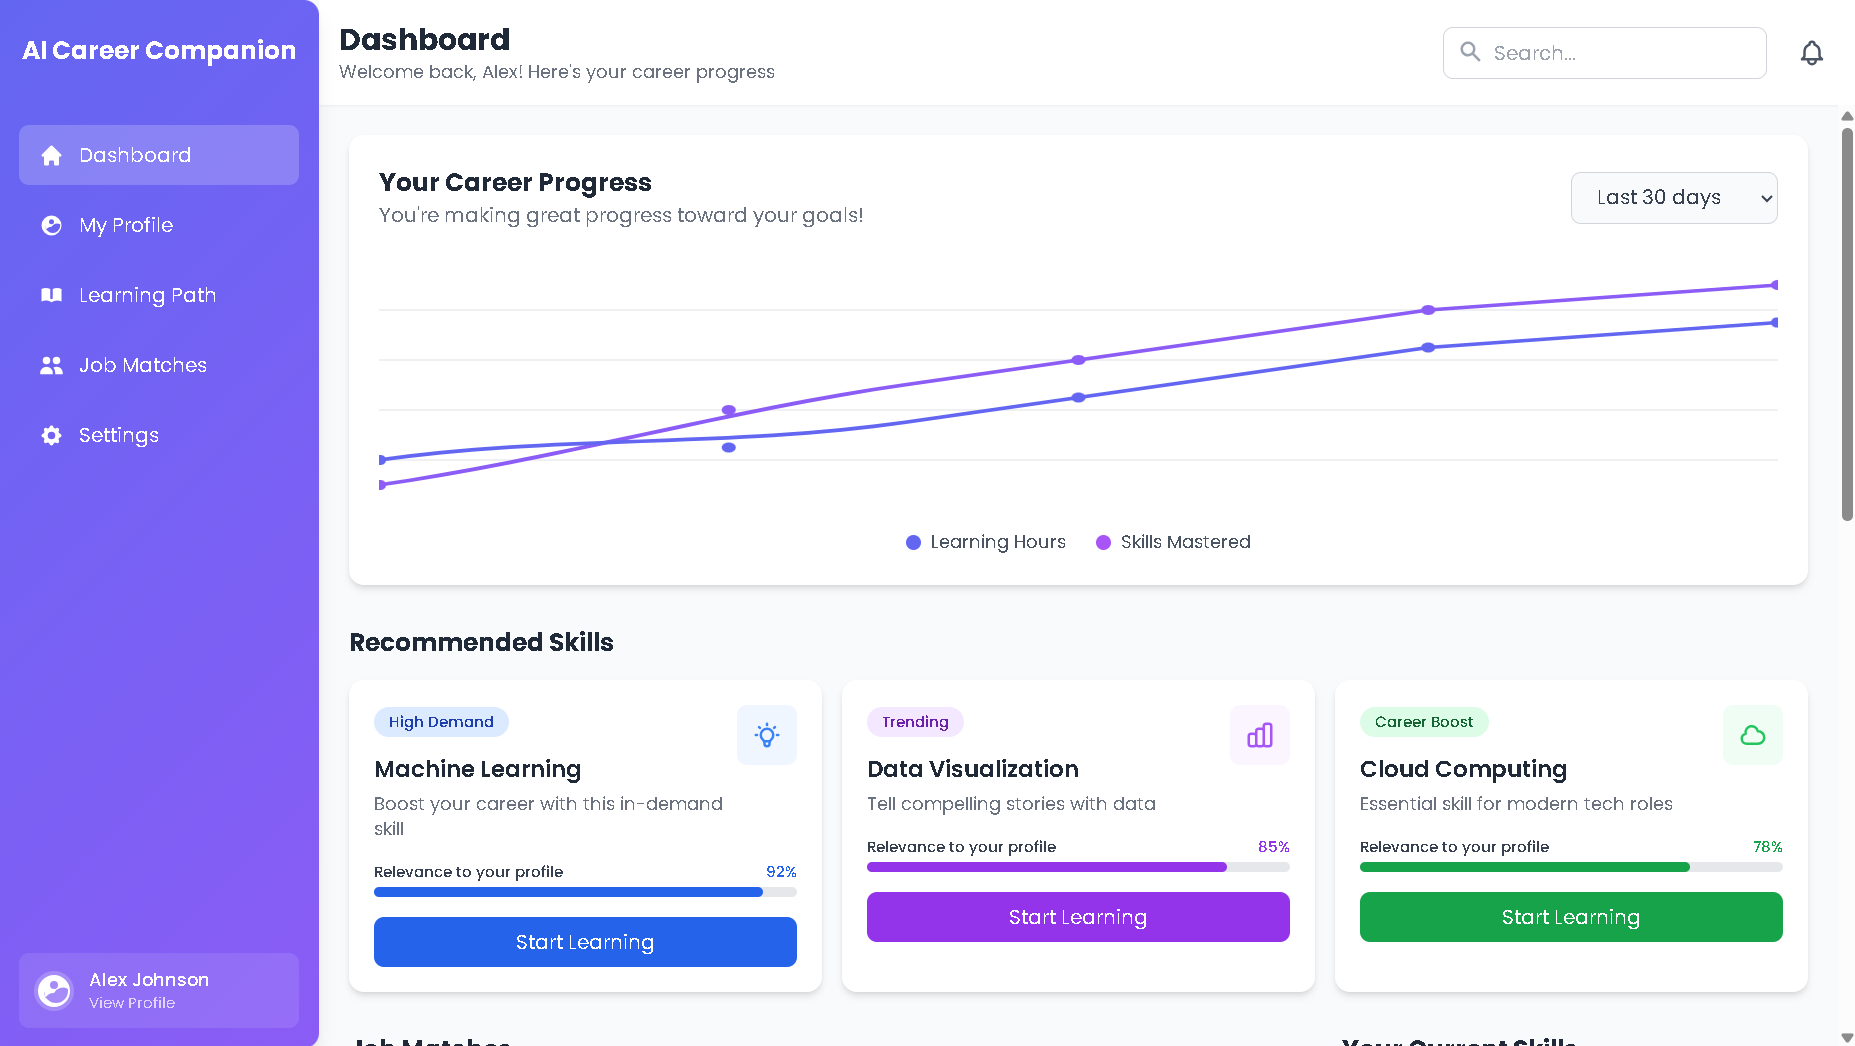 AI Career Companion
Dashboard
My Profile
Learning Path
Job Matches
Settings
Alex Johnson
View Profile
Dashboard
Welcome back, Alex! Here's your career progress
Search...
Your Career Progress
You're making great progress toward your goals!
Last 30 days
Learning Hours
Skills Mastered
Recommended Skills
High Demand
Machine Learning
Boost your career with this in-demand
skill
Relevance to your profile 92%
Start Learning
Trending
Data Visualization
Tell compelling stories with data
Relevance to your profile 85%
Start Learning
Career Boost
Cloud Computing
Essential skill for modern tech roles
Relevance to your profile 78%
Start Learning
Job Matches
Your Current Skills